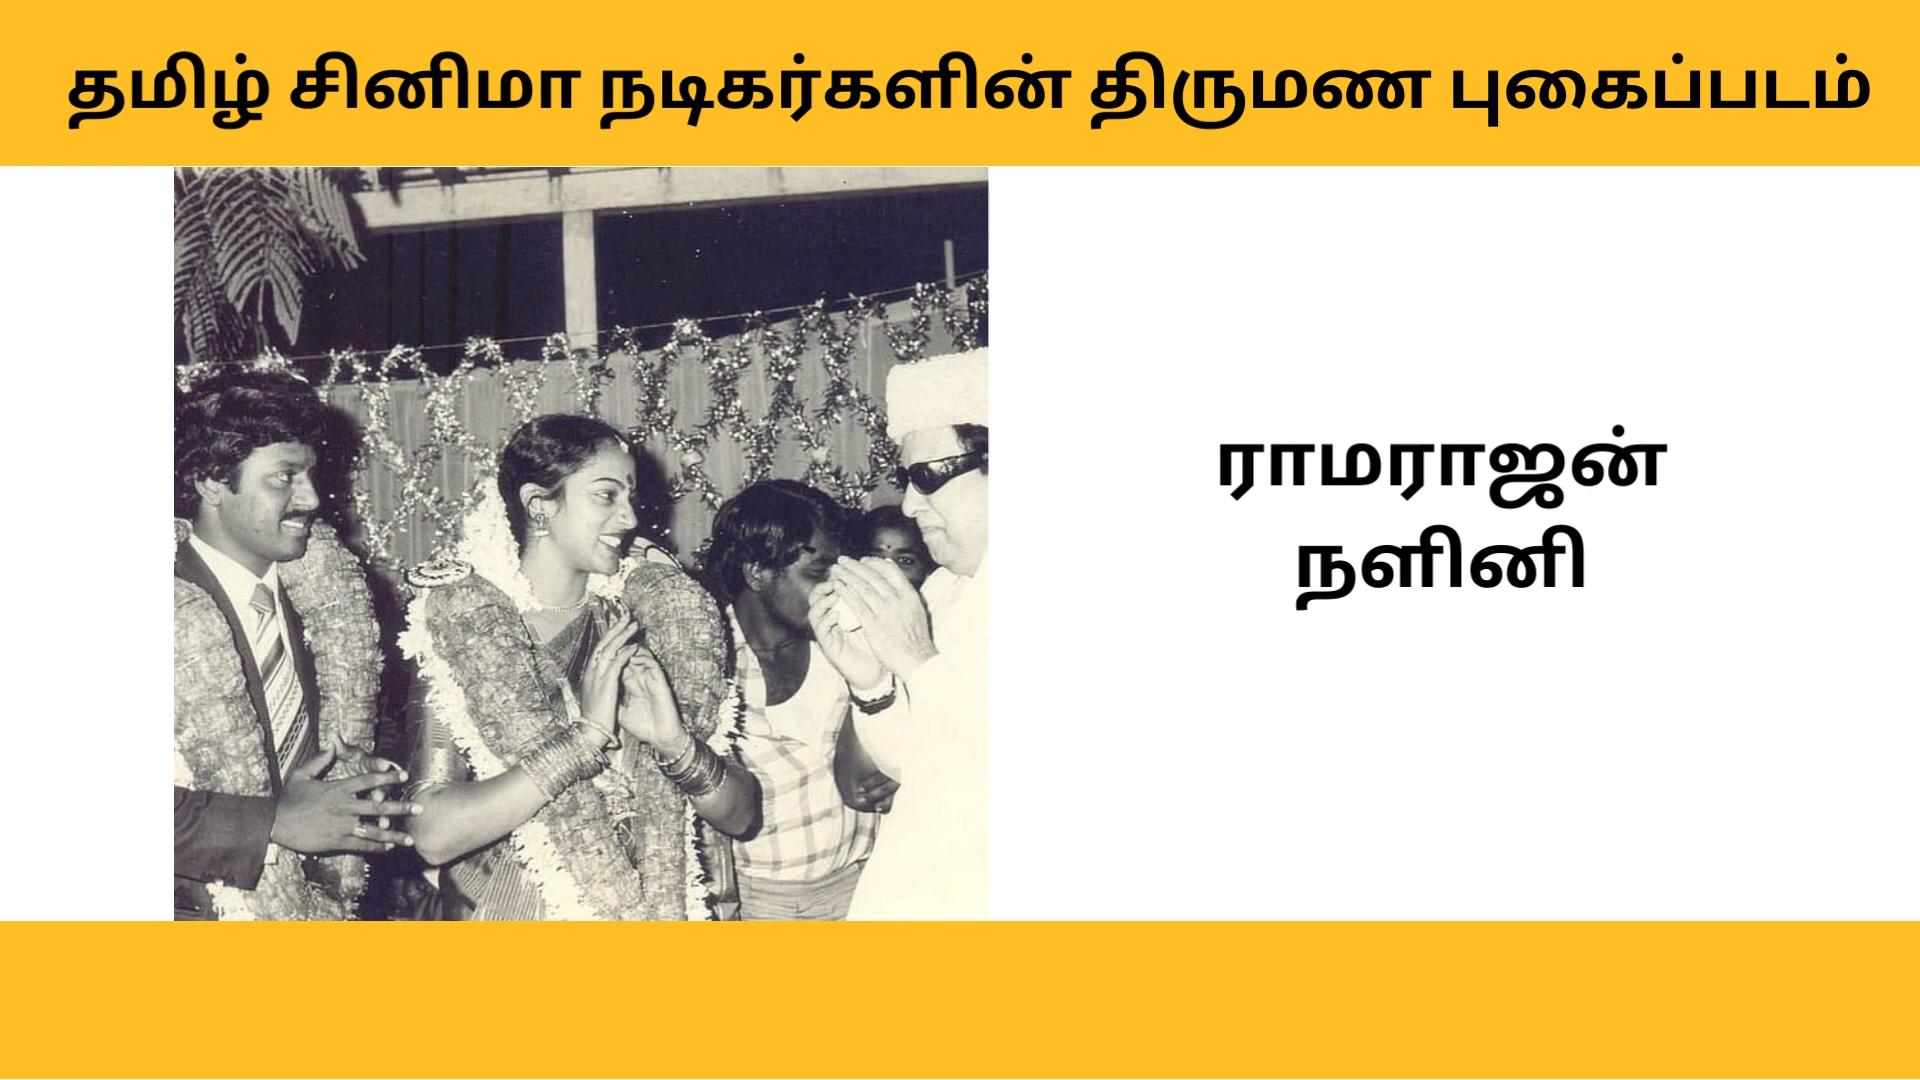 தமிழ் சினிமா நடிகர்களின் திருமண புகைப்படம்
ராமராஜன்
நளினி